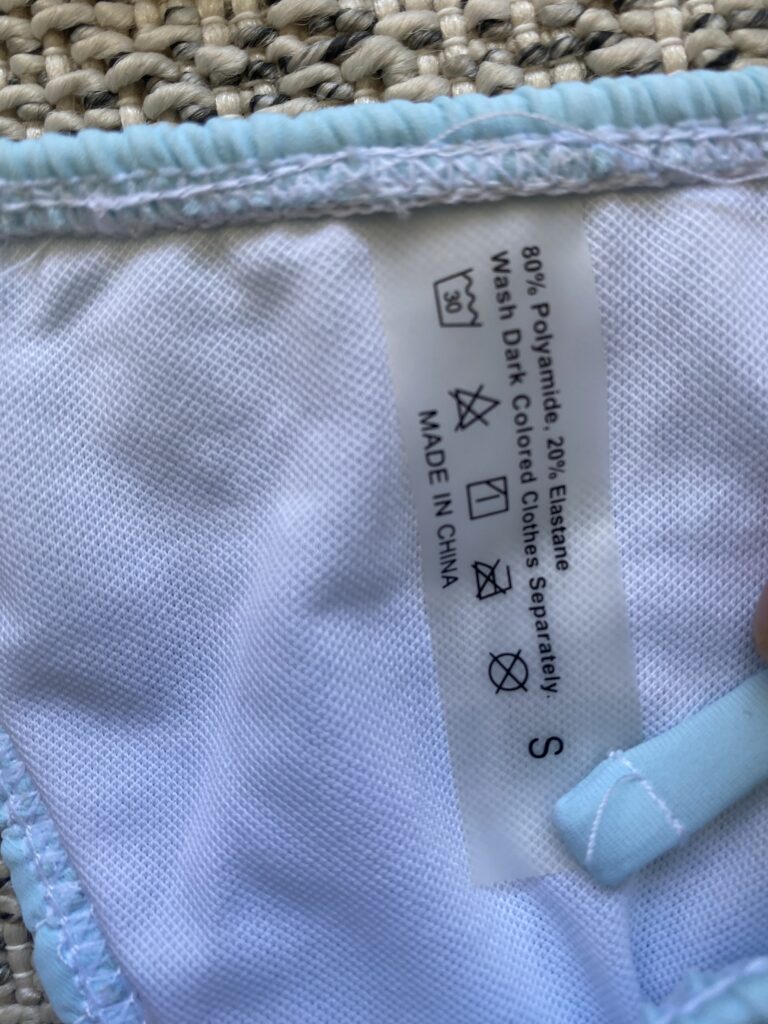 80% Polyamide, 20% Elastane
Wash Dark Colored Clothes Separately.
30
S
MADE IN CHINA